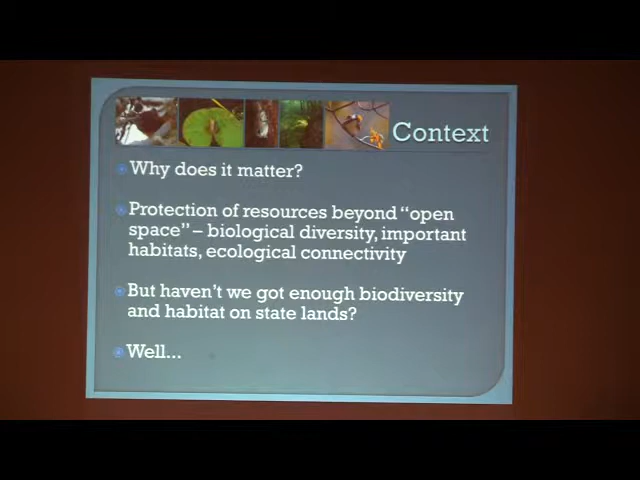 Context
Why does it matter?
Protection of resources beyond “open
space” – biological diversity, important
habitats, ecological connectivity
But haven’t we got enough biodiversity
and habitat on state lands?
Well...